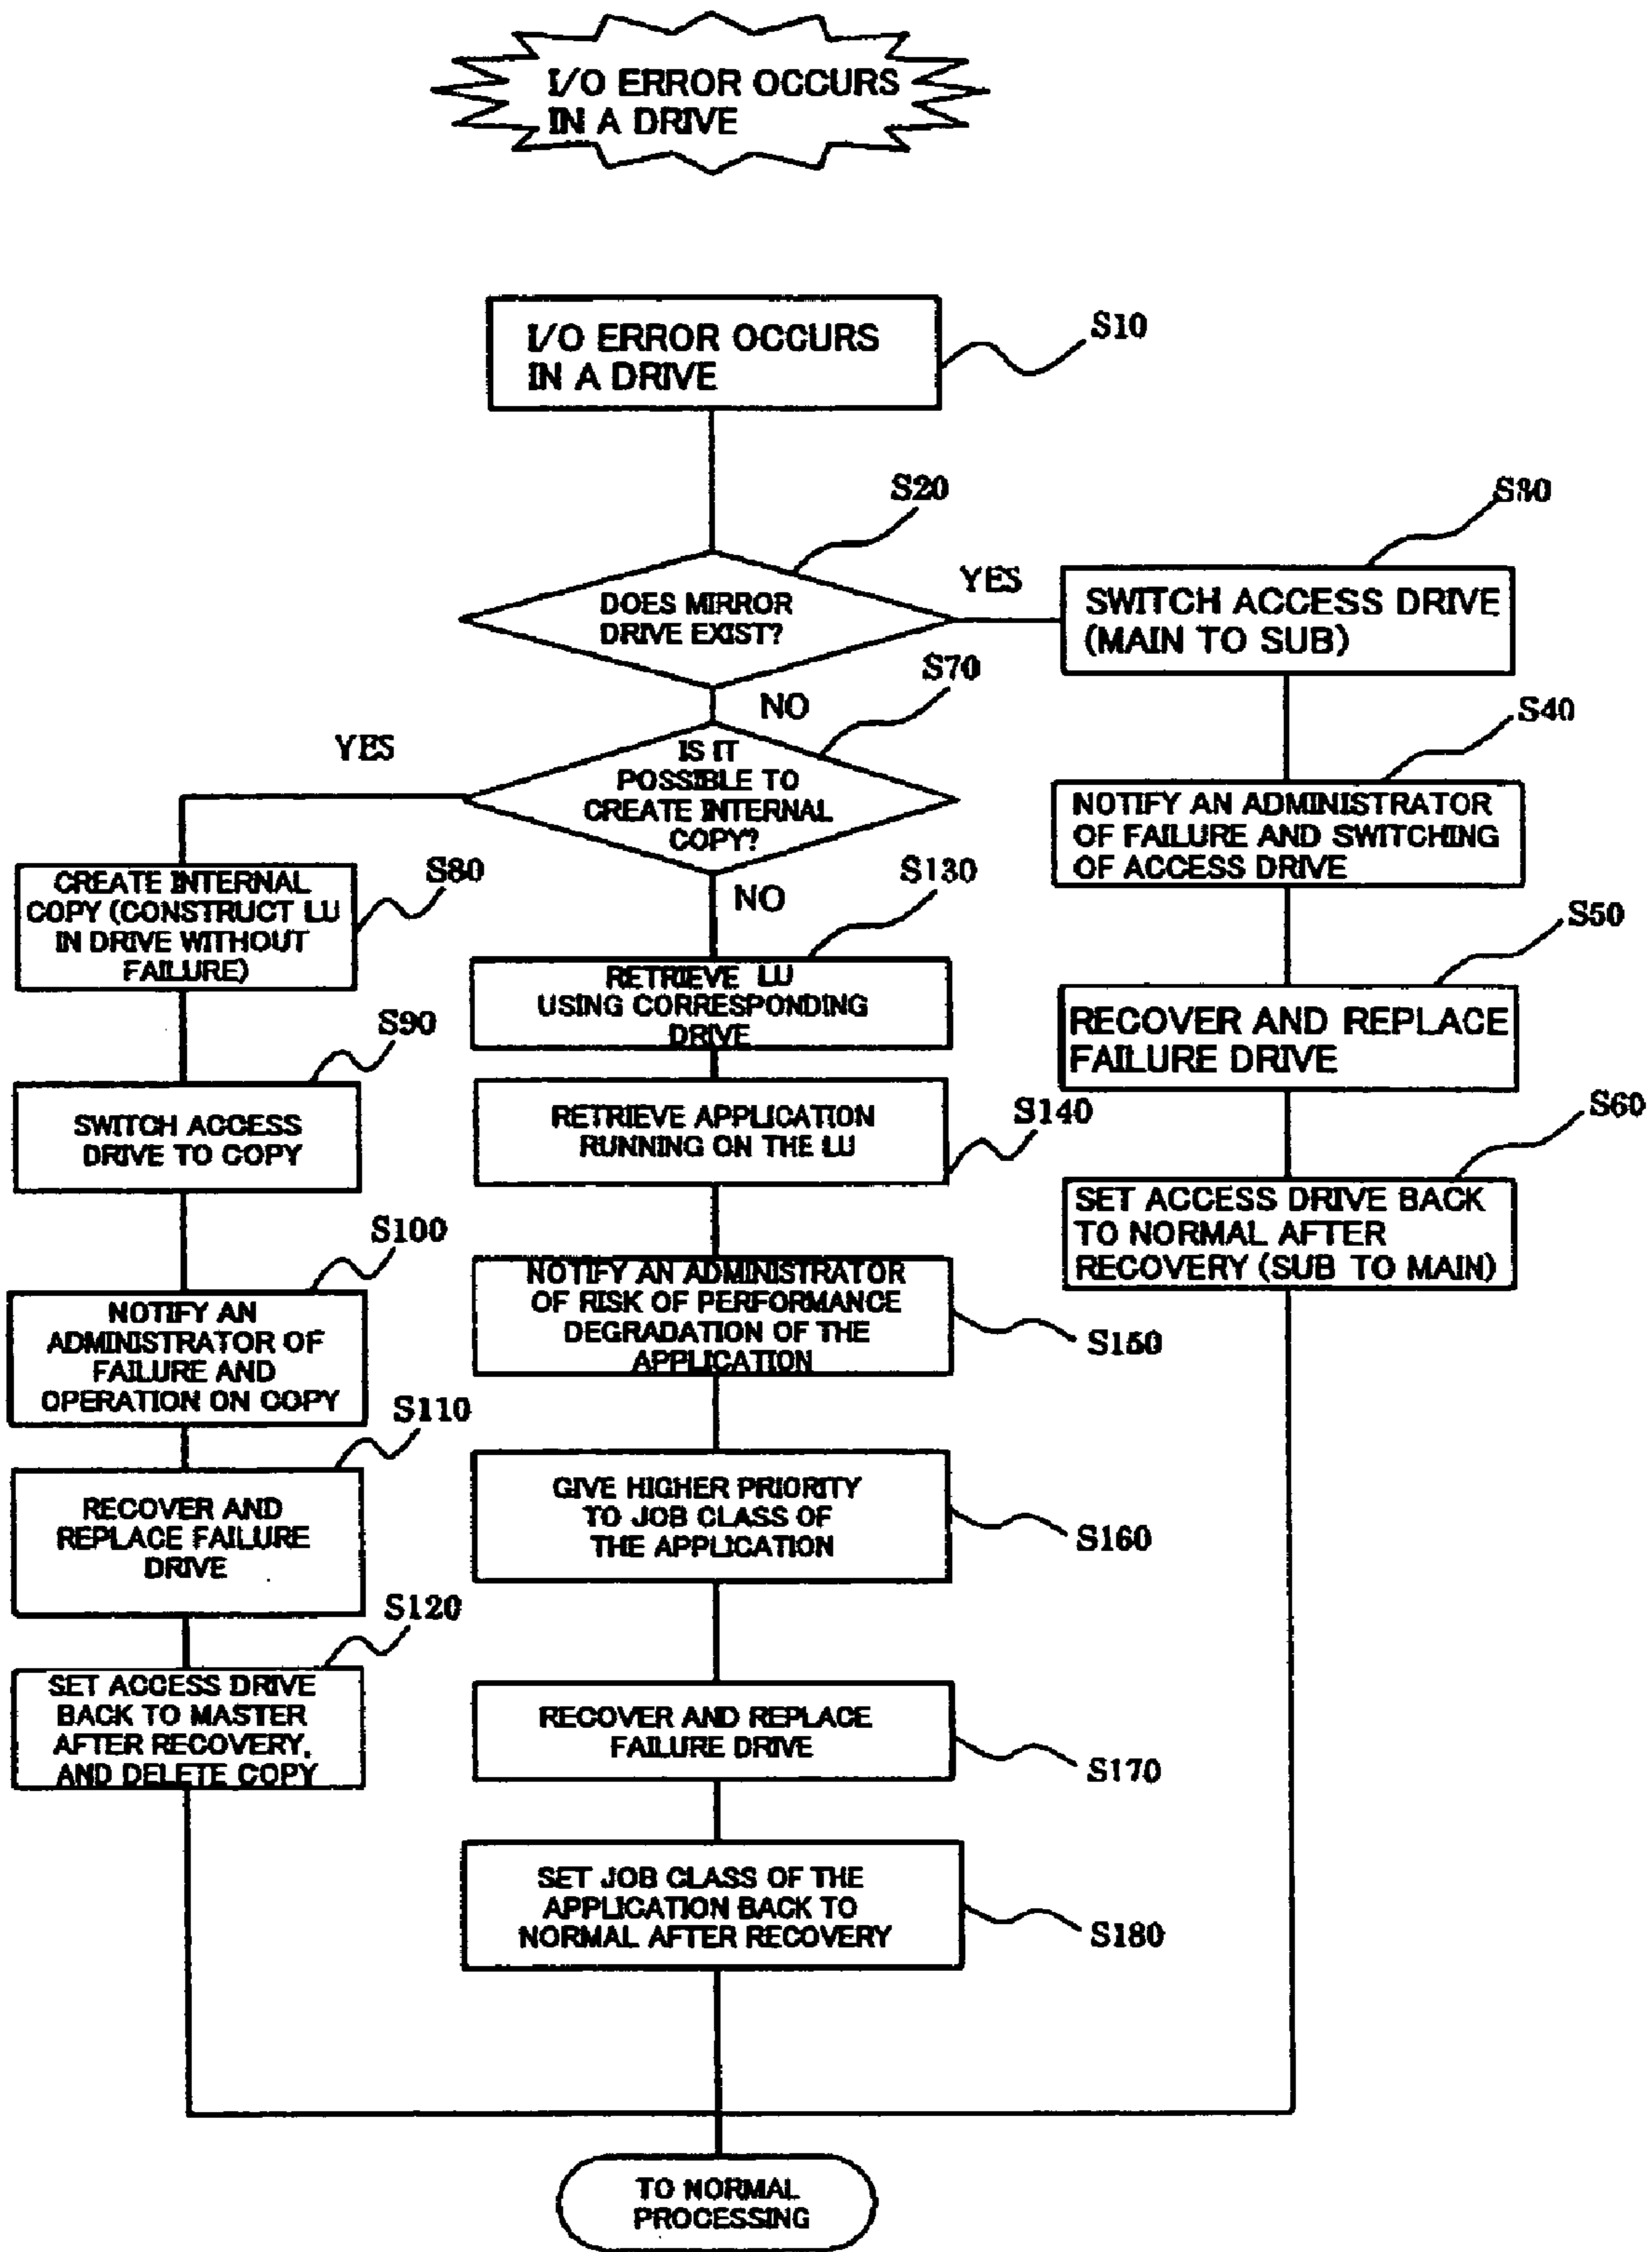 I/O ERROR OCCURS
IN A DRIVE
I/O ERROR OCCURS
IN A DRIVE
S10
S20
DOES MIRROR
DRIVE EXIST?
YES
NO
S30
SWITCH ACCESS DRIVE
(MAIN TO SUB)
S40
NOTIFY AN ADMINISTRATOR
OF FAILURE AND SWITCHING
OF ACCESS DRIVE
S50
RECOVER AND REPLACE
FAILURE DRIVE
S60
SET ACCESS DRIVE BACK
TO NORMAL AFTER
RECOVERY (SUB TO MAIN)
S70
IS IT
POSSIBLE TO
CREATE INTERNAL
COPY?
YES
NO
S80
CREATE INTERNAL
COPY (CONSTRUCT LU
IN DRIVE WITHOUT
FAILURE)
S90
SWITCH ACCESS
DRIVE TO COPY
S100
NOTIFY AN
ADMINISTRATOR OF
FAILURE AND
OPERATION ON COPY
S110
RECOVER AND
REPLACE FAILURE
DRIVE
S120
SET ACCESS DRIVE
BACK TO MASTER
AFTER RECOVERY,
AND DELETE COPY
S130
RETRIEVE LU
USING CORRESPONDING
DRIVE
S140
RETRIEVE APPLICATION
RUNNING ON THE LU
S150
NOTIFY AN ADMINISTRATOR
OF RISK OF PERFORMANCE
DEGRADATION OF THE
APPLICATION
S160
GIVE HIGHER PRIORITY
TO JOB CLASS OF
THE APPLICATION
S170
RECOVER AND REPLACE
FAILURE DRIVE
S180
SET JOB CLASS OF THE
APPLICATION BACK TO
NORMAL AFTER RECOVERY
TO NORMAL
PROCESSING